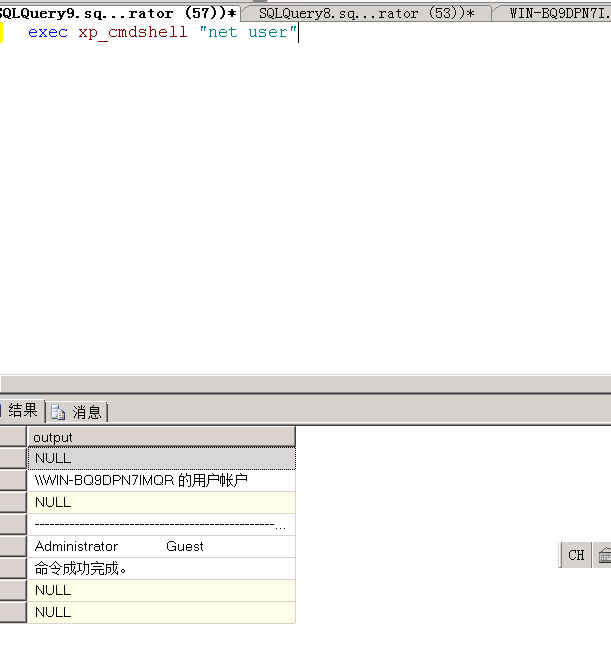 SQLQuery9.sq...rator (57))* SQLQuery8.sq...rator (53))* WIN-BQ9DPN7I.
exec xp_cmdshell "net user"
结果 消息
output
NULL
\\WIN-BQ9DPN7IMQR 的用户帐户
NULL
-------------------------------------------------...
Administrator Guest
命令成功完成。
NULL
NULL
CH